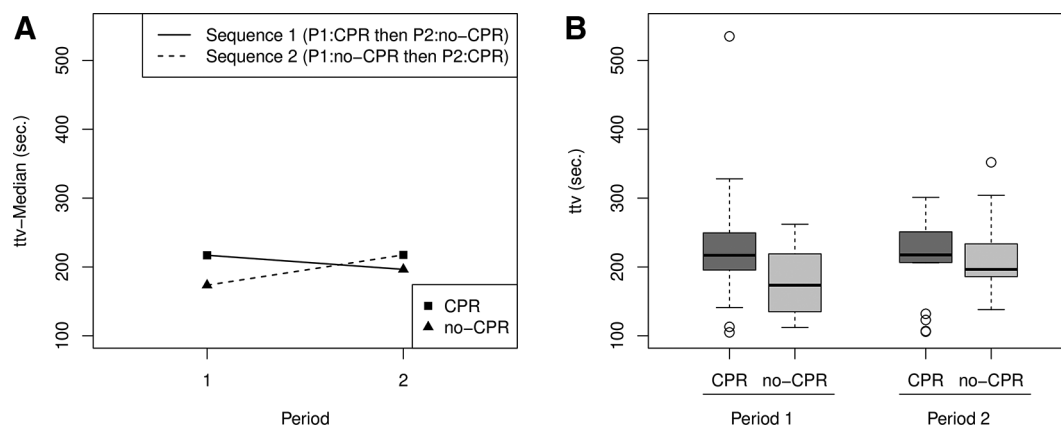 A
Sequence 1 (P1:CPR then P2:no−CPR)
Sequence 2 (P1:no−CPR then P2:CPR)
ttv−Median (sec.)
500
400
300
200
100
CPR
no−CPR
1 2
Period
B
ttv (sec.)
500
400
300
200
100
CPR no−CPR CPR no−CPR
Period 1 Period 2